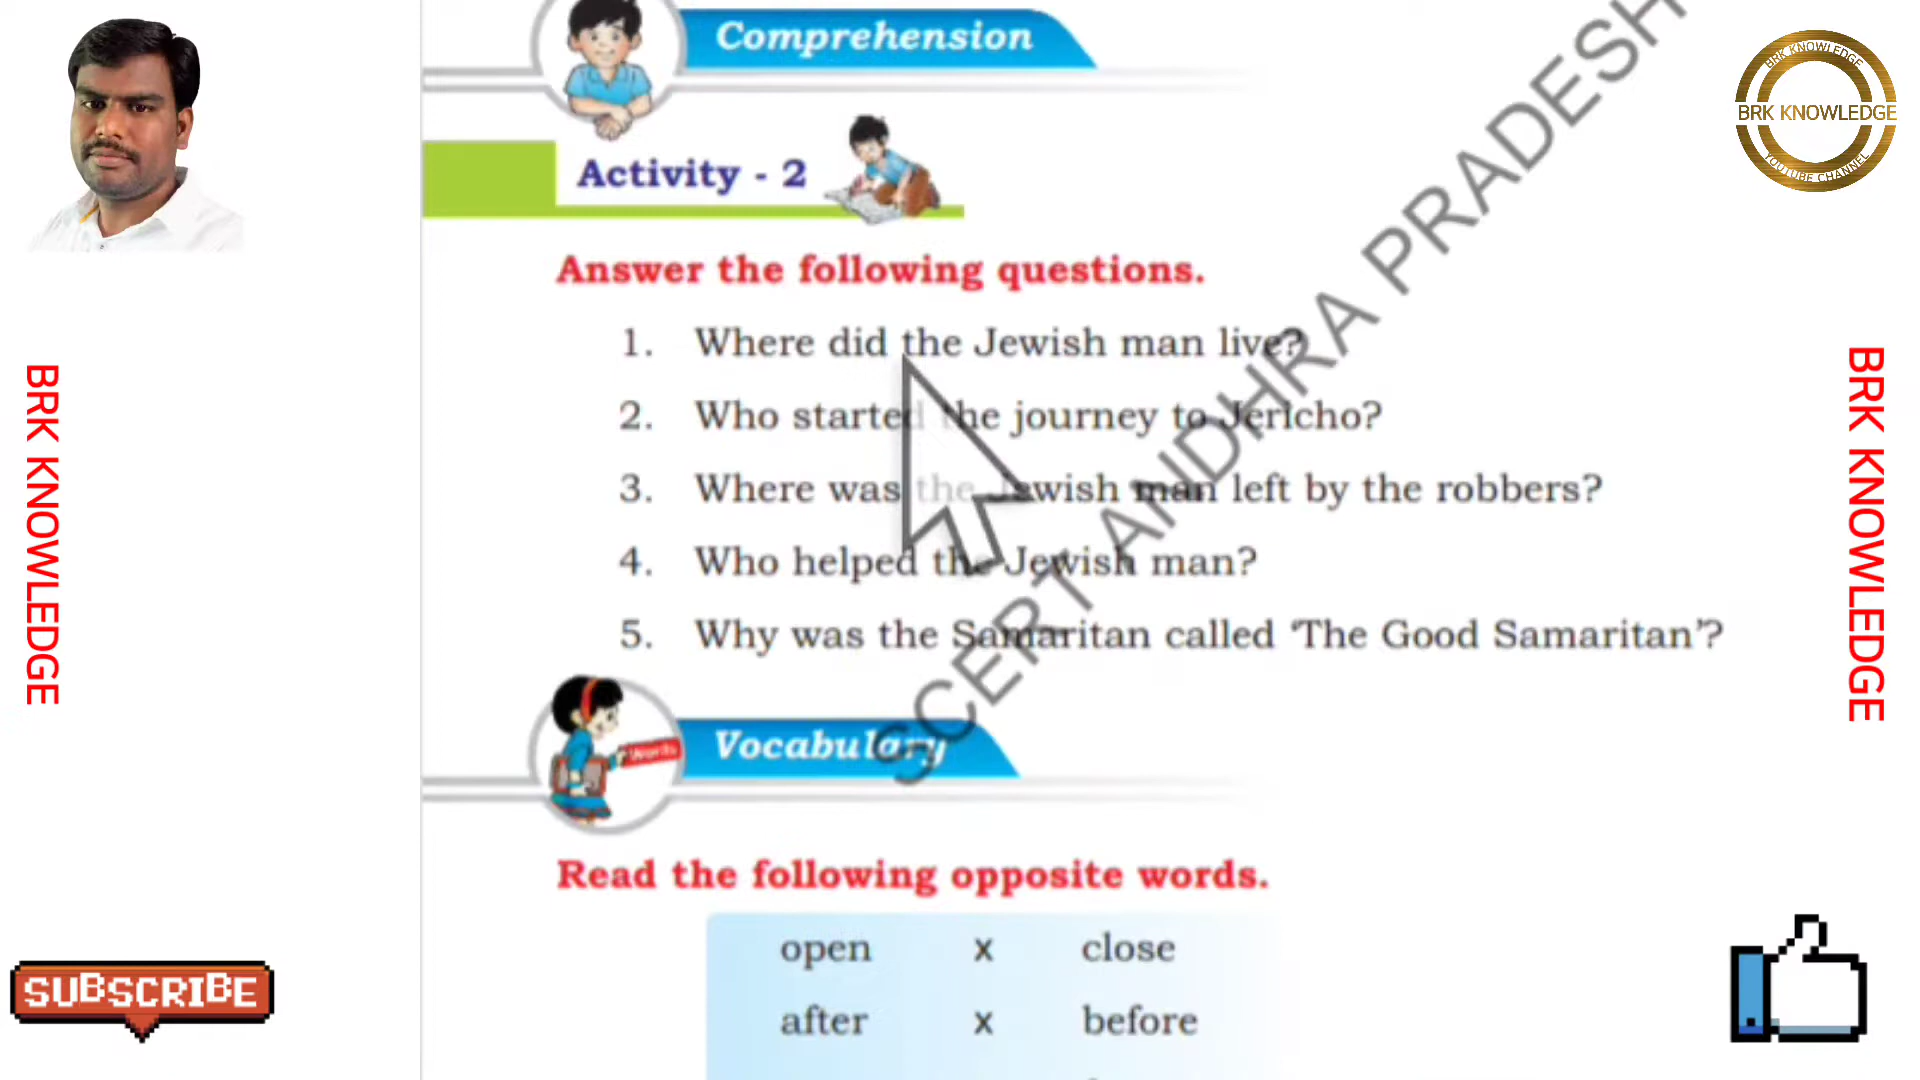 Comprehension
BRK KNOWLEDGE
BRK KNOWLEDGE
YOUTUBE CHANNEL
Activity - 2
Answer the following questions.
1. Where did the Jewish man live?
2. Who started the journey to Jericho?
3. Where was the Jewish man left by the robbers?
4. Who helped the Jewish man?
5. Why was the Samaritan called ‘The Good Samaritan’?
BRK KNOWLEDGE
BRK KNOWLEDGE
SCERT ANDHRA PRADESH
Words
Vocabulary
Read the following opposite words.
open x close
after x before
SUBSCRIBE